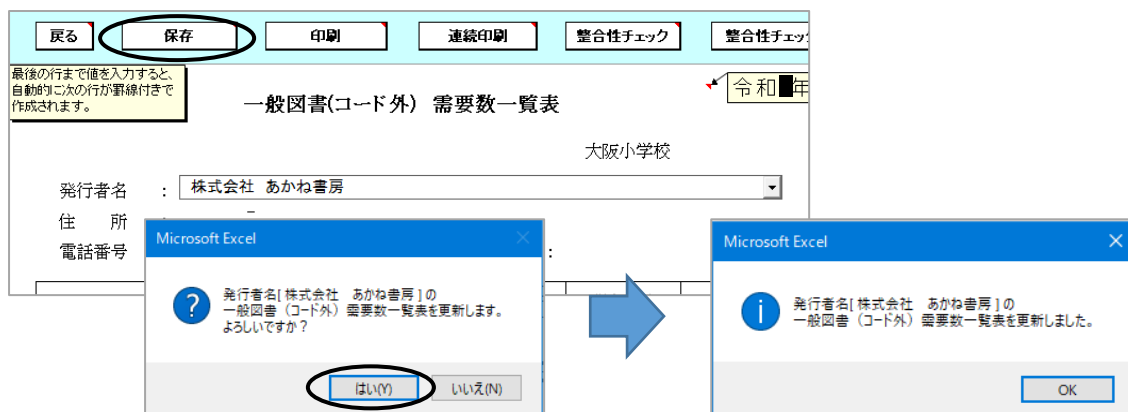 戻る 保存 印刷 連続印刷 整合性チェック 整合性チェッ
最後の行まで値を入力すると、
自動的に次の行が罫線付きで
作成されます。
一般図書(コード外) 需要数一覧表
令和 年
大阪小学校
発行者名 : 株式会社 あかね書房
住 所
電話番号 :
Microsoft Excel
発行者名[ 株式会社 あかね書房 ]の
一般図書（コード外）需要数一覧表を更新します。
よろしいですか？
はい(Y) いいえ(N)
Microsoft Excel
発行者名[ 株式会社 あかね書房 ]の
一般図書（コード外）需要数一覧表を更新しました。
OK